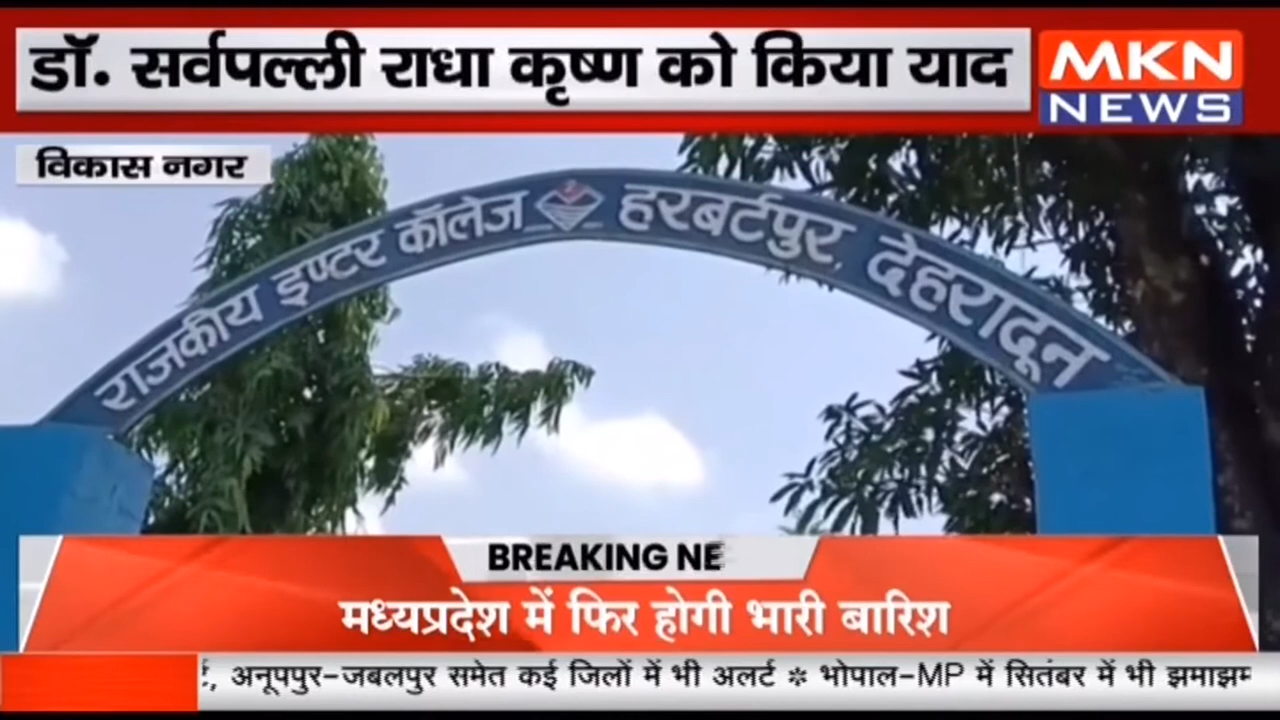 डॉ. सर्वपल्ली राधा कृष्ण को किया याद
MKN
NEWS
विकास नगर
राजकीय इण्टर कॉलेज हरबर्टपुर, देहरादून
BREAKING NE
मध्यप्रदेश में फिर होगी भारी बारिश
, अनूपपुर-जबलपुर समेत कई जिलों में भी अलर्ट * भोपाल-MP में सितंबर में भी झमाझम